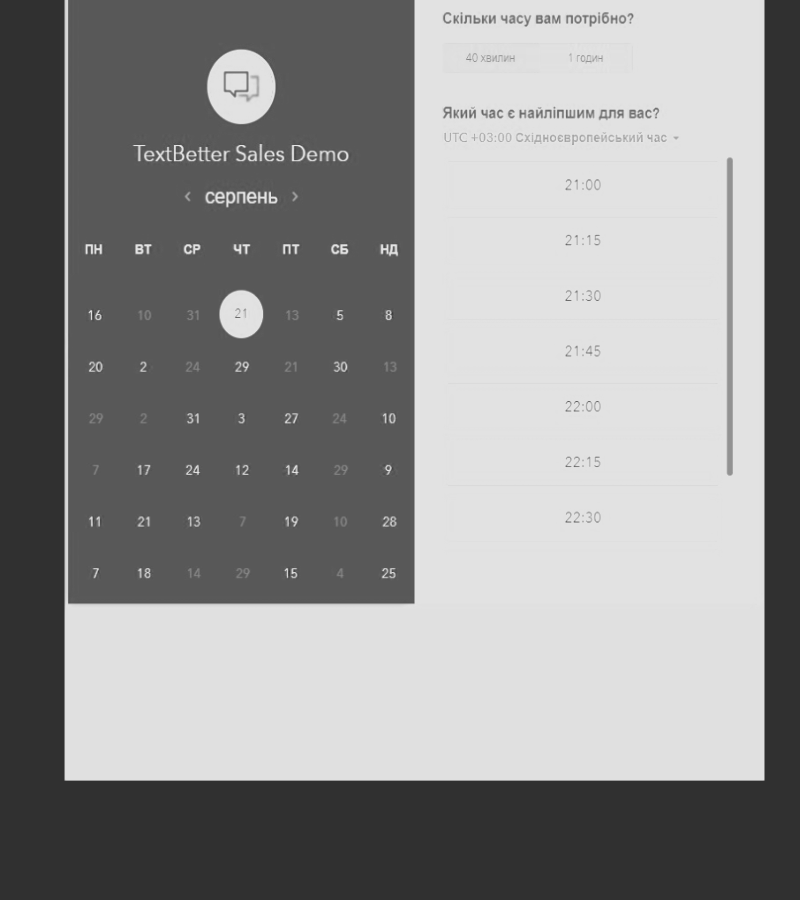 TextBetter Sales Demo
‹ серпень ›
ПН ВТ СР ЧТ ПТ СБ НД
16 10 31 21 13 5 8
20 2 24 29 21 30 13
29 2 31 3 27 24 10
7 17 24 12 14 29 9
11 21 13 7 19 10 28
7 18 14 29 15 4 25
Скільки часу вам потрібно?
40 хвилин 1 годин
Який час є найліпшим для вас?
UTC +03:00 Східноєвропейський час
21:00
21:15
21:30
21:45
22:00
22:15
22:30